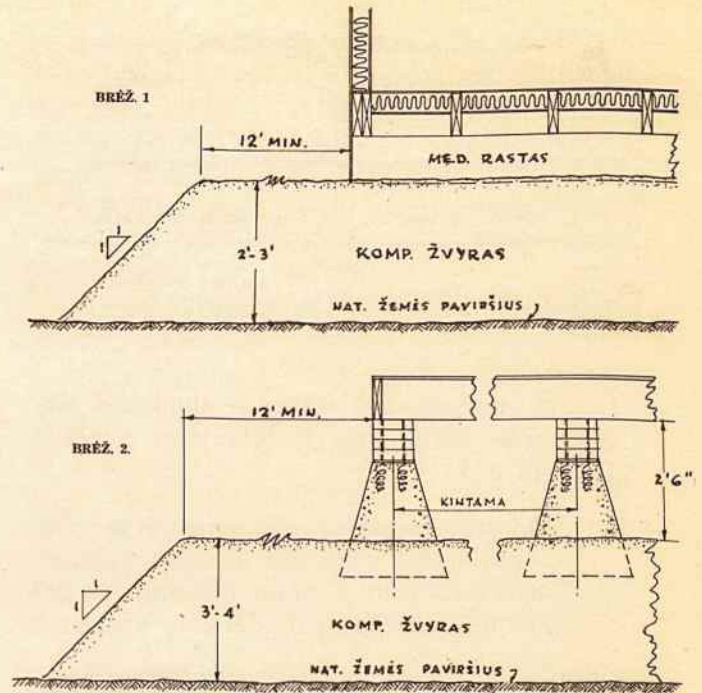 BRĖŽ. 1
12' MIN.
MED. RASTAS
1
1
2'-3'
KOMP. ŽVYRAS
NAT. ŽEMĖS PAVIRŠIUS
12' MIN.
BRĖŽ. 2.
2'6"
KINTAMA
1
1
3'-4'
KOMP. ŽVYRAS
NAT. ŽEMĖS PAVIRŠIUS